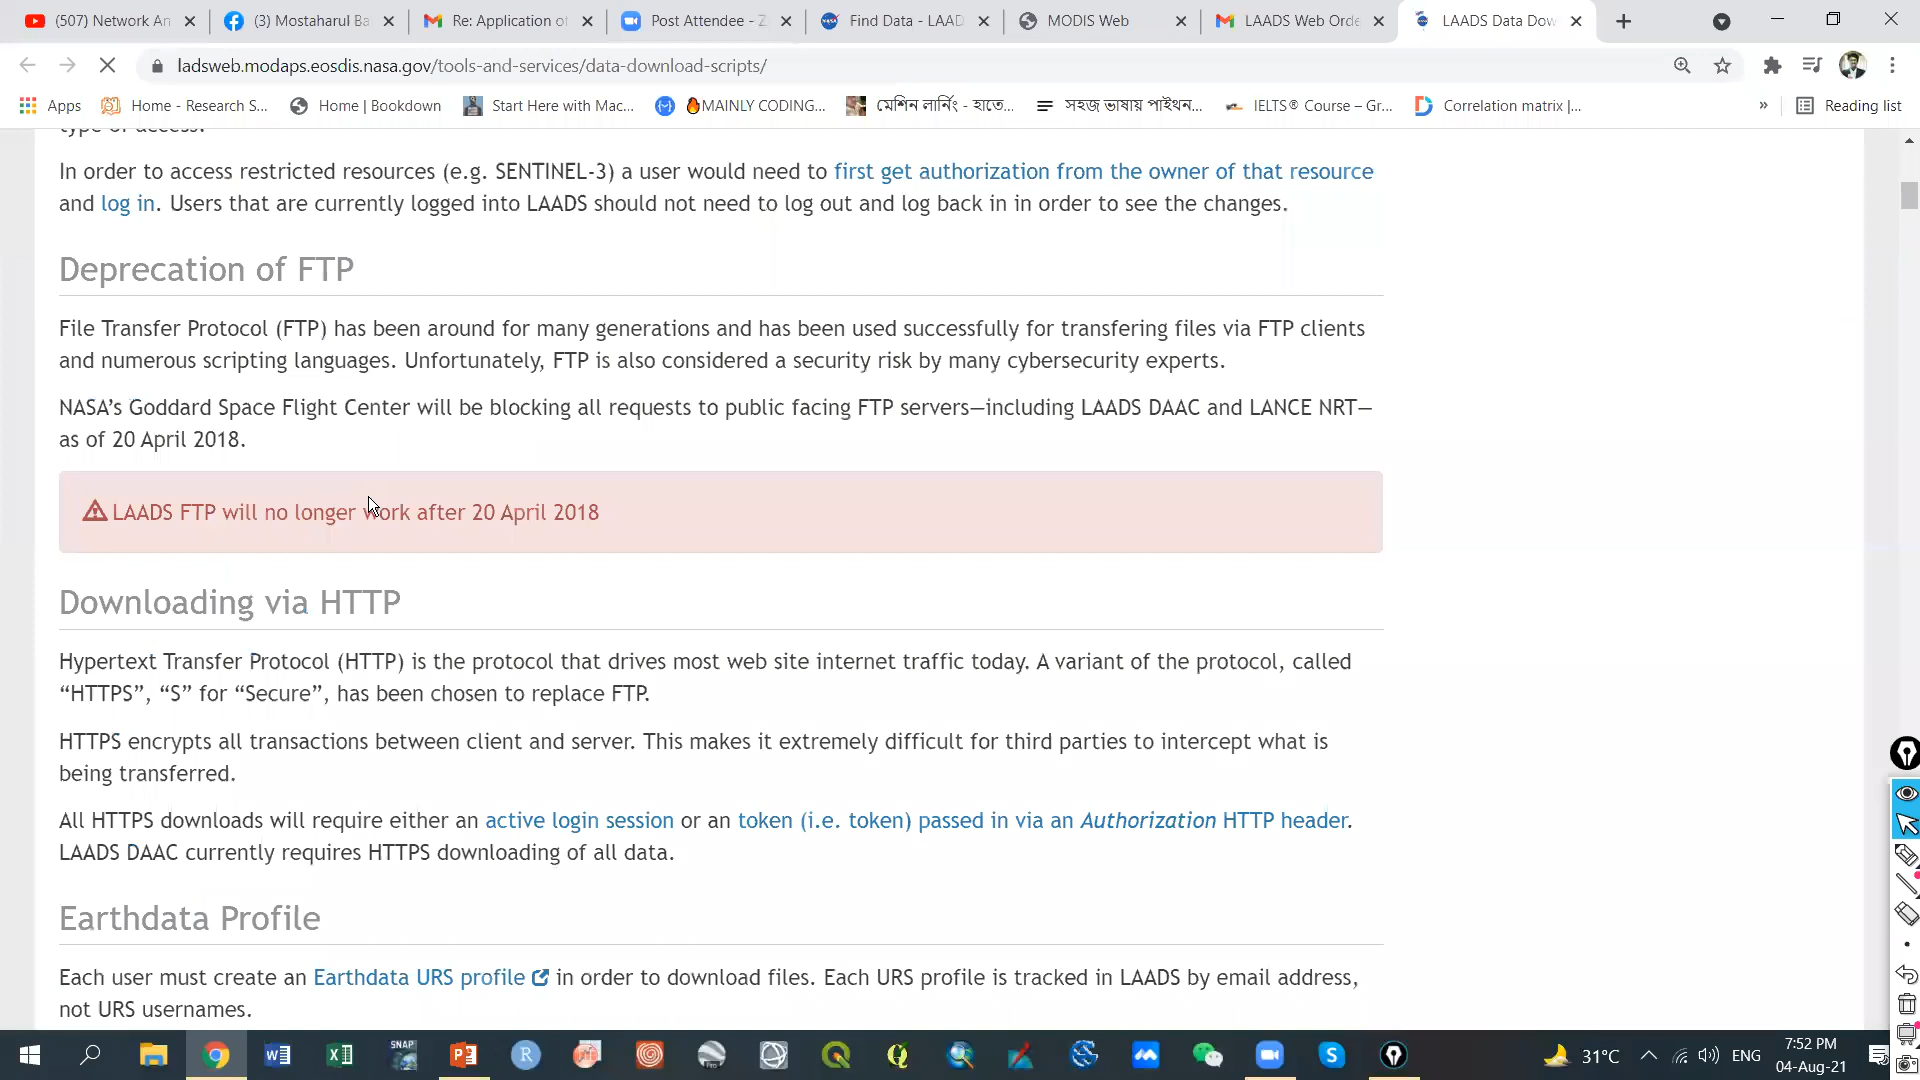 (507) Network An
(3) Mostaharul Ba
Re: Application of
Post Attendee - Z
Find Data - LAAD
MODIS Web
LAADS Web Orde
LAADS Data Dow
ladsweb.modaps.eosdis.nasa.gov/tools-and-services/data-download-scripts/
Apps
Home - Research S...
Home | Bookdown
Start Here with Mac...
🔥MAINLY CODING...
মেশিন লার্নিং - হাতে...
সহজ ভাষায় পাইথন...
IELTS® Course – Gr...
Correlation matrix |...
»
Reading list
type of access.
In order to access restricted resources (e.g. SENTINEL-3) a user would need to first get authorization from the owner of that resource
and log in. Users that are currently logged into LAADS should not need to log out and log back in in order to see the changes.
Deprecation of FTP
File Transfer Protocol (FTP) has been around for many generations and has been used successfully for transfering files via FTP clients
and numerous scripting languages. Unfortunately, FTP is also considered a security risk by many cybersecurity experts.
NASA’s Goddard Space Flight Center will be blocking all requests to public facing FTP servers—including LAADS DAAC and LANCE NRT—
as of 20 April 2018.
LAADS FTP will no longer work after 20 April 2018
Downloading via HTTP
Hypertext Transfer Protocol (HTTP) is the protocol that drives most web site internet traffic today. A variant of the protocol, called
“HTTPS”, “S” for “Secure”, has been chosen to replace FTP.
HTTPS encrypts all transactions between client and server. This makes it extremely difficult for third parties to intercept what is
being transferred.
All HTTPS downloads will require either an active login session or an token (i.e. token) passed in via an Authorization HTTP header.
LAADS DAAC currently requires HTTPS downloading of all data.
Earthdata Profile
Each user must create an Earthdata URS profile in order to download files. Each URS profile is tracked in LAADS by email address,
not URS usernames.
SNAP
31°C
ENG
7:52 PM
04-Aug-21